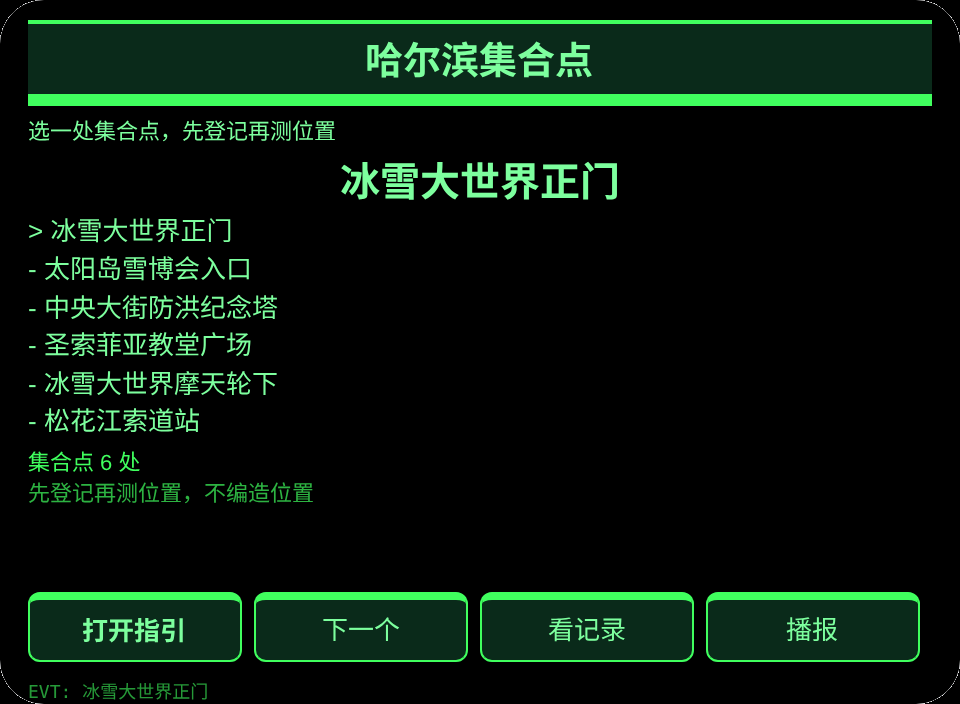 哈尔滨集合点
选一处集合点，先登记再测位置
冰雪大世界正门
> 冰雪大世界正门
- 太阳岛雪博会入口
- 中央大街防洪纪念塔
- 圣索菲亚教堂广场
- 冰雪大世界摩天轮下
- 松花江索道站
集合点 6 处
先登记再测位置，不编造位置
打开指引
下一个
看记录
播报
EVT: 冰雪大世界正门